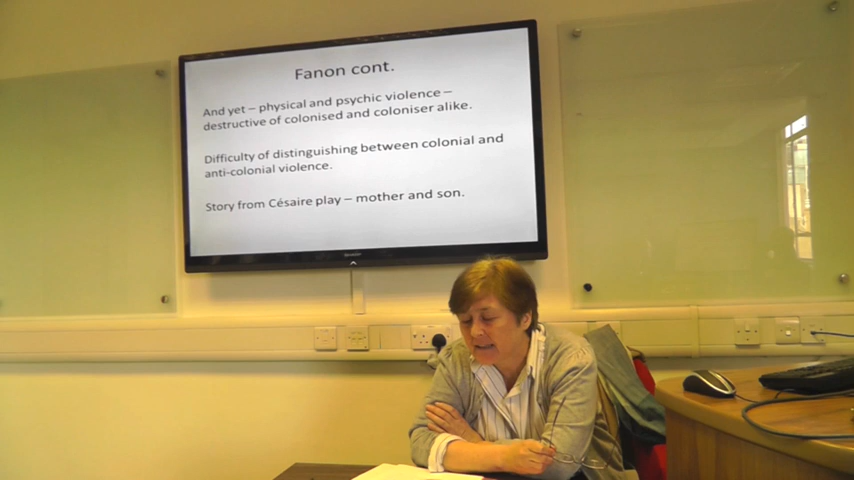 Fanon cont.
And yet – physical and psychic violence –
destructive of colonised and coloniser alike.
Difficulty of distinguishing between colonial and
anti-colonial violence.
Story from Césaire play – mother and son.